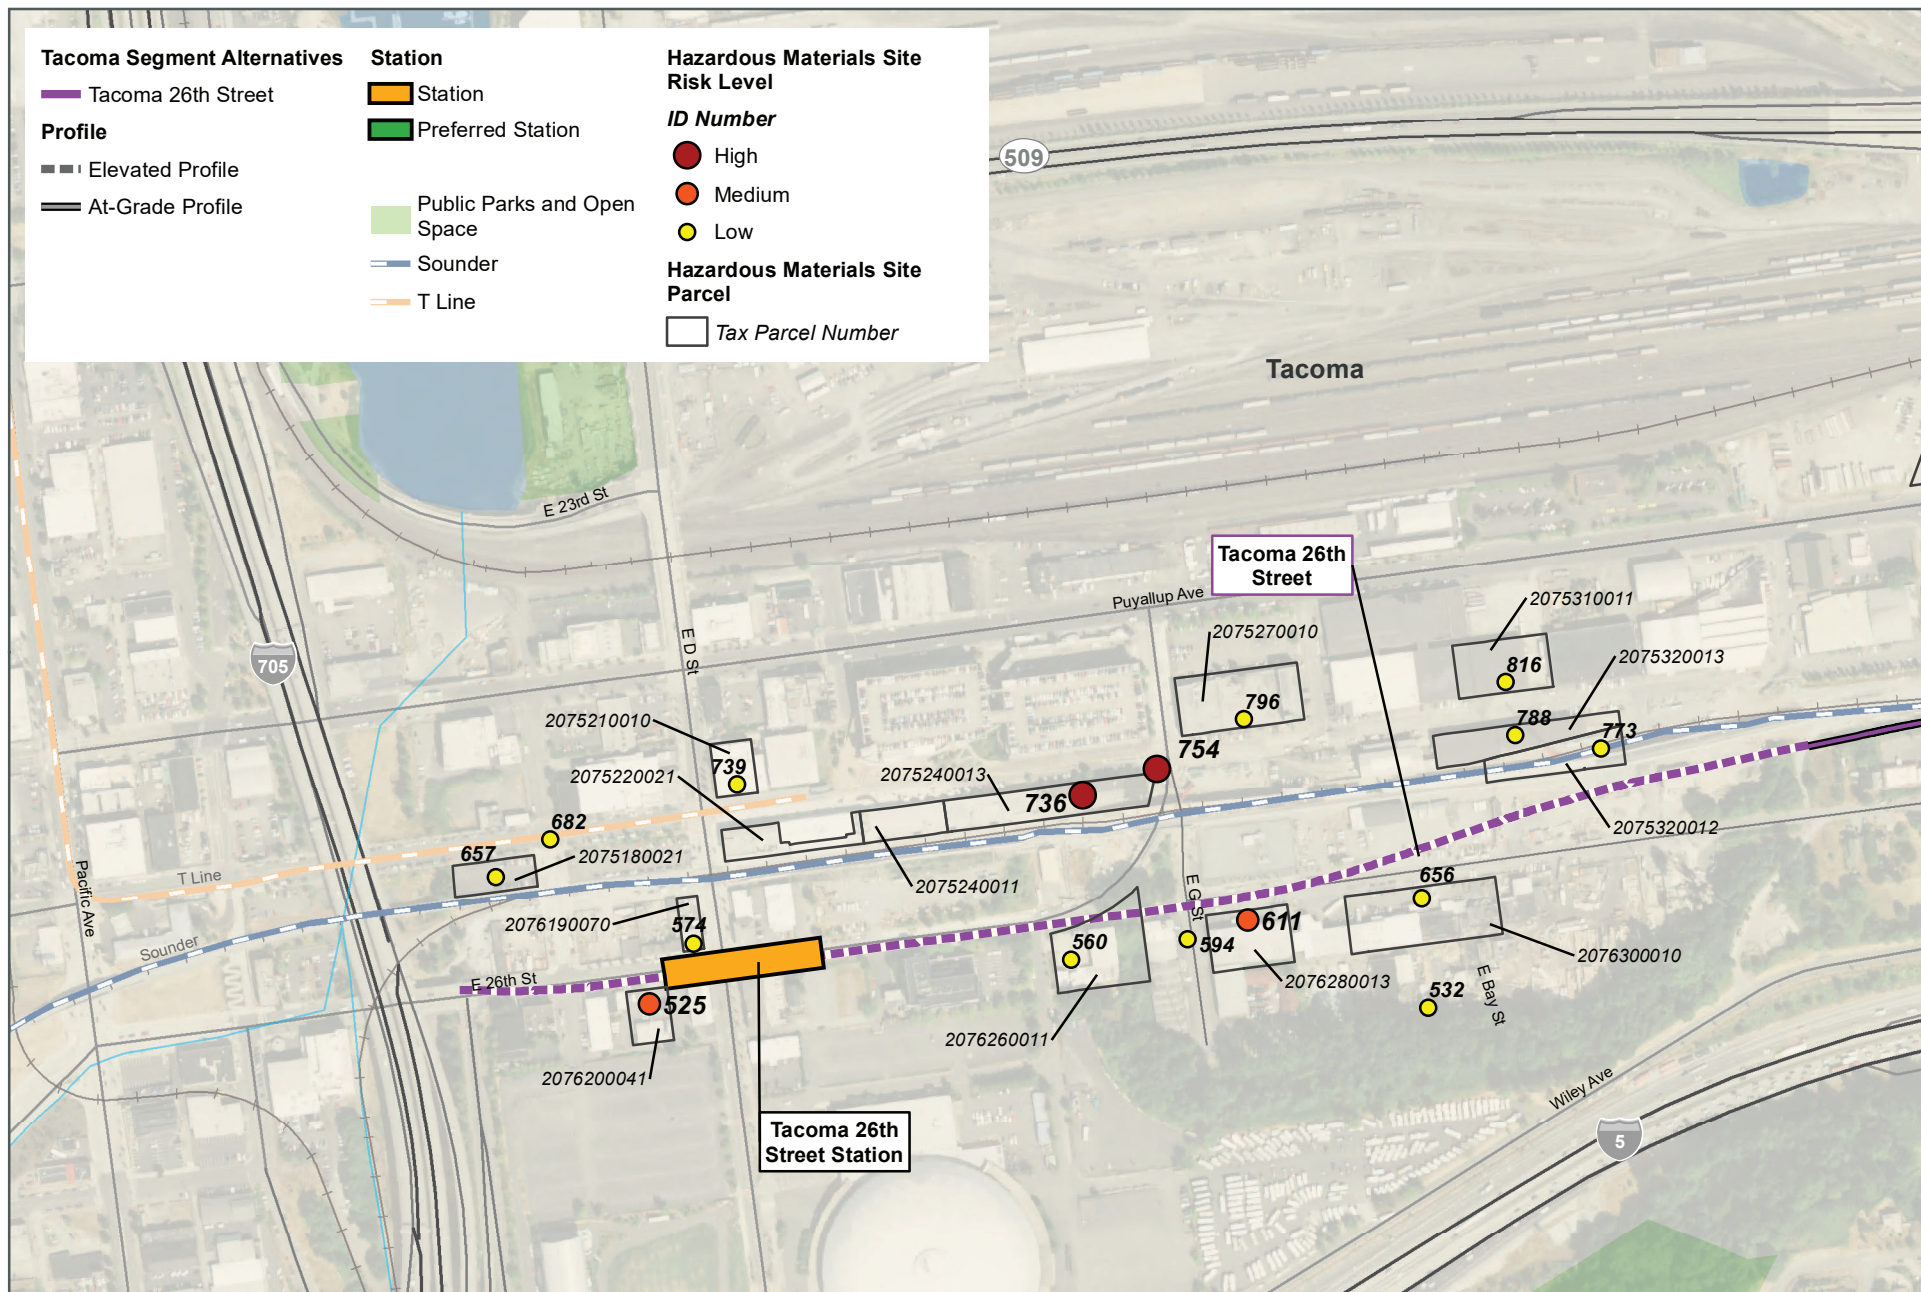 Tacoma Segment Alternatives
Tacoma 26th Street
Profile
Elevated Profile
At-Grade Profile
Station
Station
Preferred Station
Public Parks and Open
Space
Sounder
T Line
Hazardous Materials Site
Risk Level
ID Number
High
Medium
Low
Hazardous Materials Site
Parcel
Tax Parcel Number
509
Tacoma
E 23rd St
Tacoma 26th
Street
Puyallup Ave
2075310011
E D St
2075270010
705
2075320013
816
796
2075210010
788
773
754
739
2075220021
2075240013
736
682
2075320012
657
2075180021
T Line
2075240011
Pacific Ave
656
E G St
2076190070
574
611
Sounder
594
560
2076300010
E 26th St
2076280013
E Bay St
532
525
2076260011
2076200041
Wiley Ave
Tacoma 26th
Street Station
5